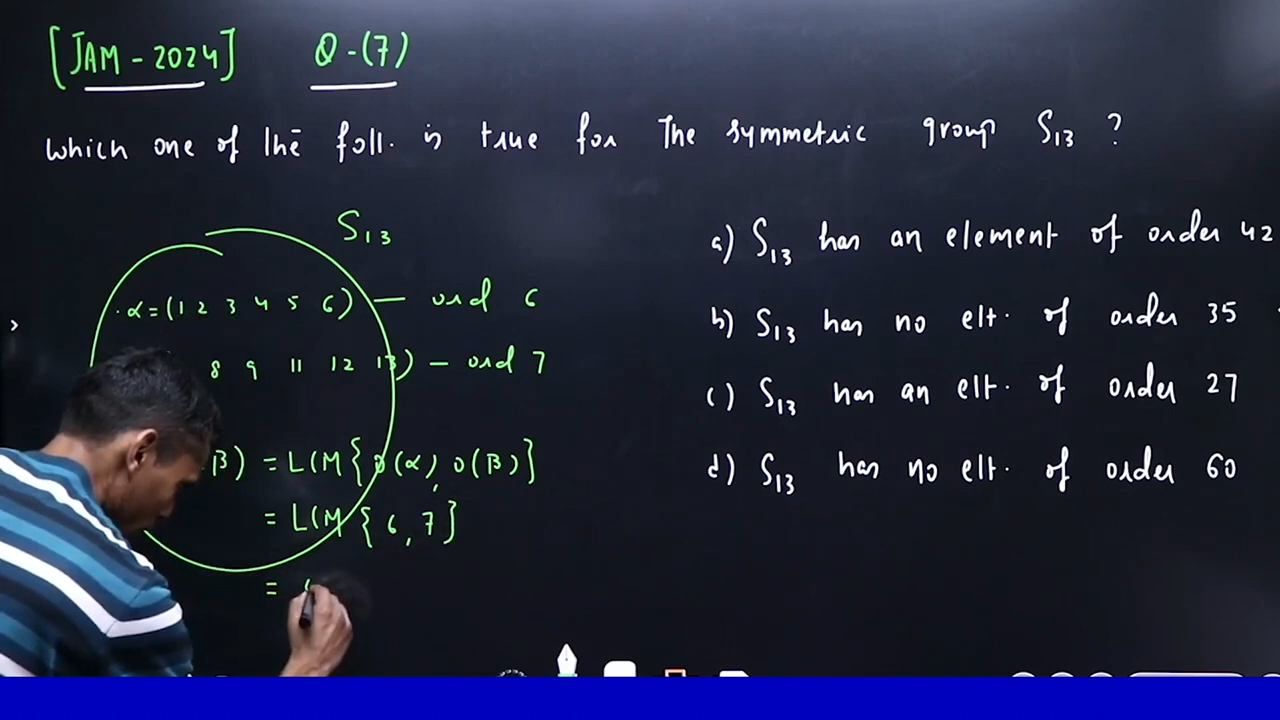 [JAM - 2024] Q-(7)
which one of the foll. is true for The symmetric group S13 ?
S13
α = (1 2 3 4 5 6) — ord 6
8 9 11 12 13) — ord 7
β) = LCM{ O(α), O(β)}
= LCM { 6, 7}
=
a) S13 has an element of order 42
b) S13 has no elt. of order 35
c) S13 has an elt. of order 27
d) S13 has no elt. of order 60